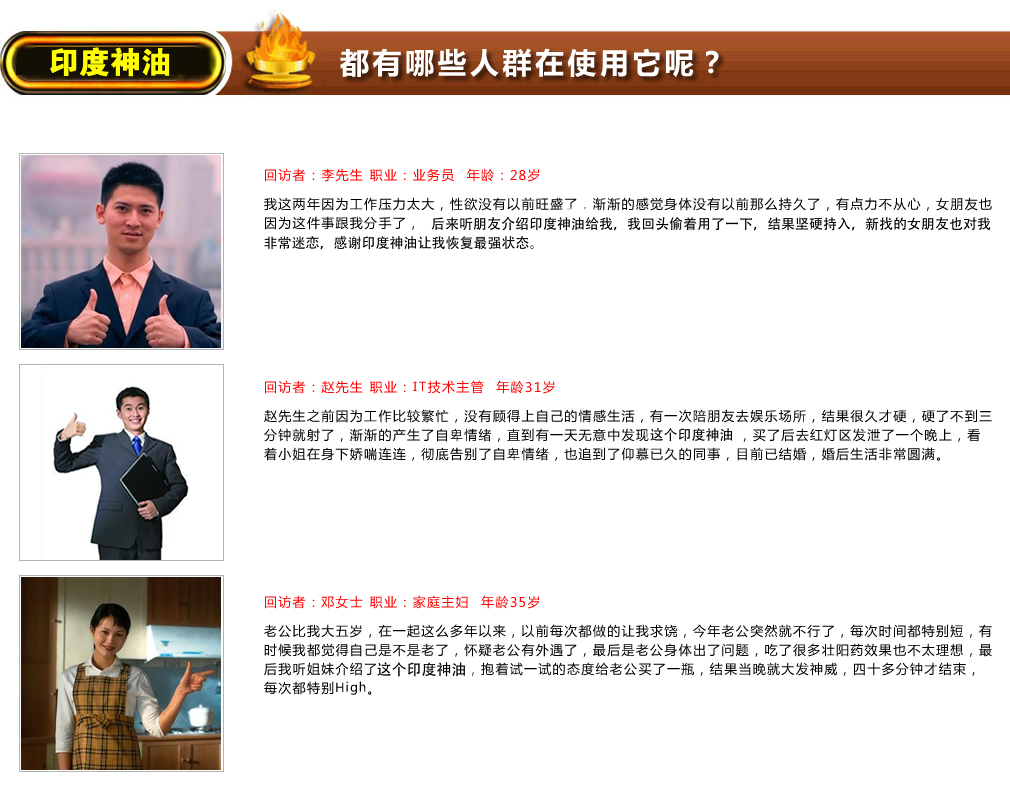 印度神油
都有哪些人群在使用它呢？
回访者：李先生 职业：业务员 年龄：28岁
我这两年因为工作压力太大，性欲没有以前旺盛了．渐渐的感觉身体没有以前那么持久了，有点力不从心，女朋友也
因为这件事跟我分手了， 后来听朋友介绍印度神油给我，我回头偷着用了一下，结果坚硬持入，新找的女朋友也对我
非常迷恋，感谢印度神油让我恢复最强状态。
回访者：赵先生 职业：IT技术主管 年龄31岁
赵先生之前因为工作比较繁忙，没有顾得上自己的情感生活，有一次陪朋友去娱乐场所，结果很久才硬，硬了不到三
分钟就射了，渐渐的产生了自卑情绪，直到有一天无意中发现这个印度神油 ，买了后去红灯区发泄了一个晚上，看
着小姐在身下娇喘连连，彻底告别了自卑情绪，也追到了仰慕已久的同事，目前已结婚，婚后生活非常圆满。
回访者：邓女士 职业：家庭主妇 年龄35岁
老公比我大五岁，在一起这么多年以来，以前每次都做的让我求饶，今年老公突然就不行了，每次时间都特别短，有
时候我都觉得自己是不是老了，怀疑老公有外遇了，最后是老公身体出了问题，吃了很多壮阳药效果也不太理想，最
后我听姐妹介绍了这个印度神油，抱着试一试的态度给老公买了一瓶，结果当晚就大发神威，四十多分钟才结束，
每次都特别High。